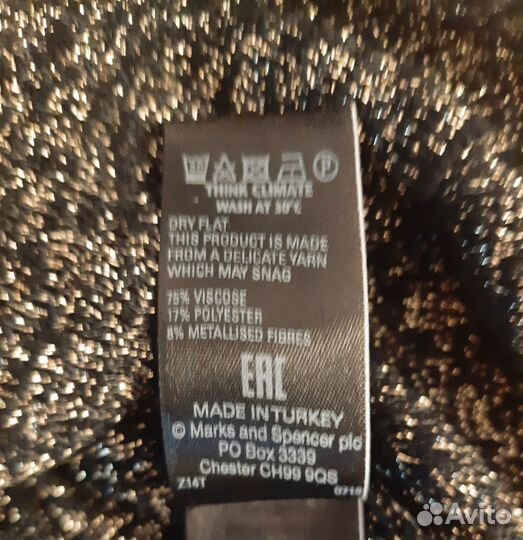 THINK CLIMATE
WASH AT 30°C
DRY FLAT
THIS PRODUCT IS MADE
FROM A DELICATE YARN
WHICH MAY SNAG
75% VISCOSE
17% POLYESTER
8% METALLISED FIBRES
EAC
MADE IN TURKEY
© Marks and Spencer plc
PO Box 3339
Chester CH99 9QS
Z14T 0718
Avito